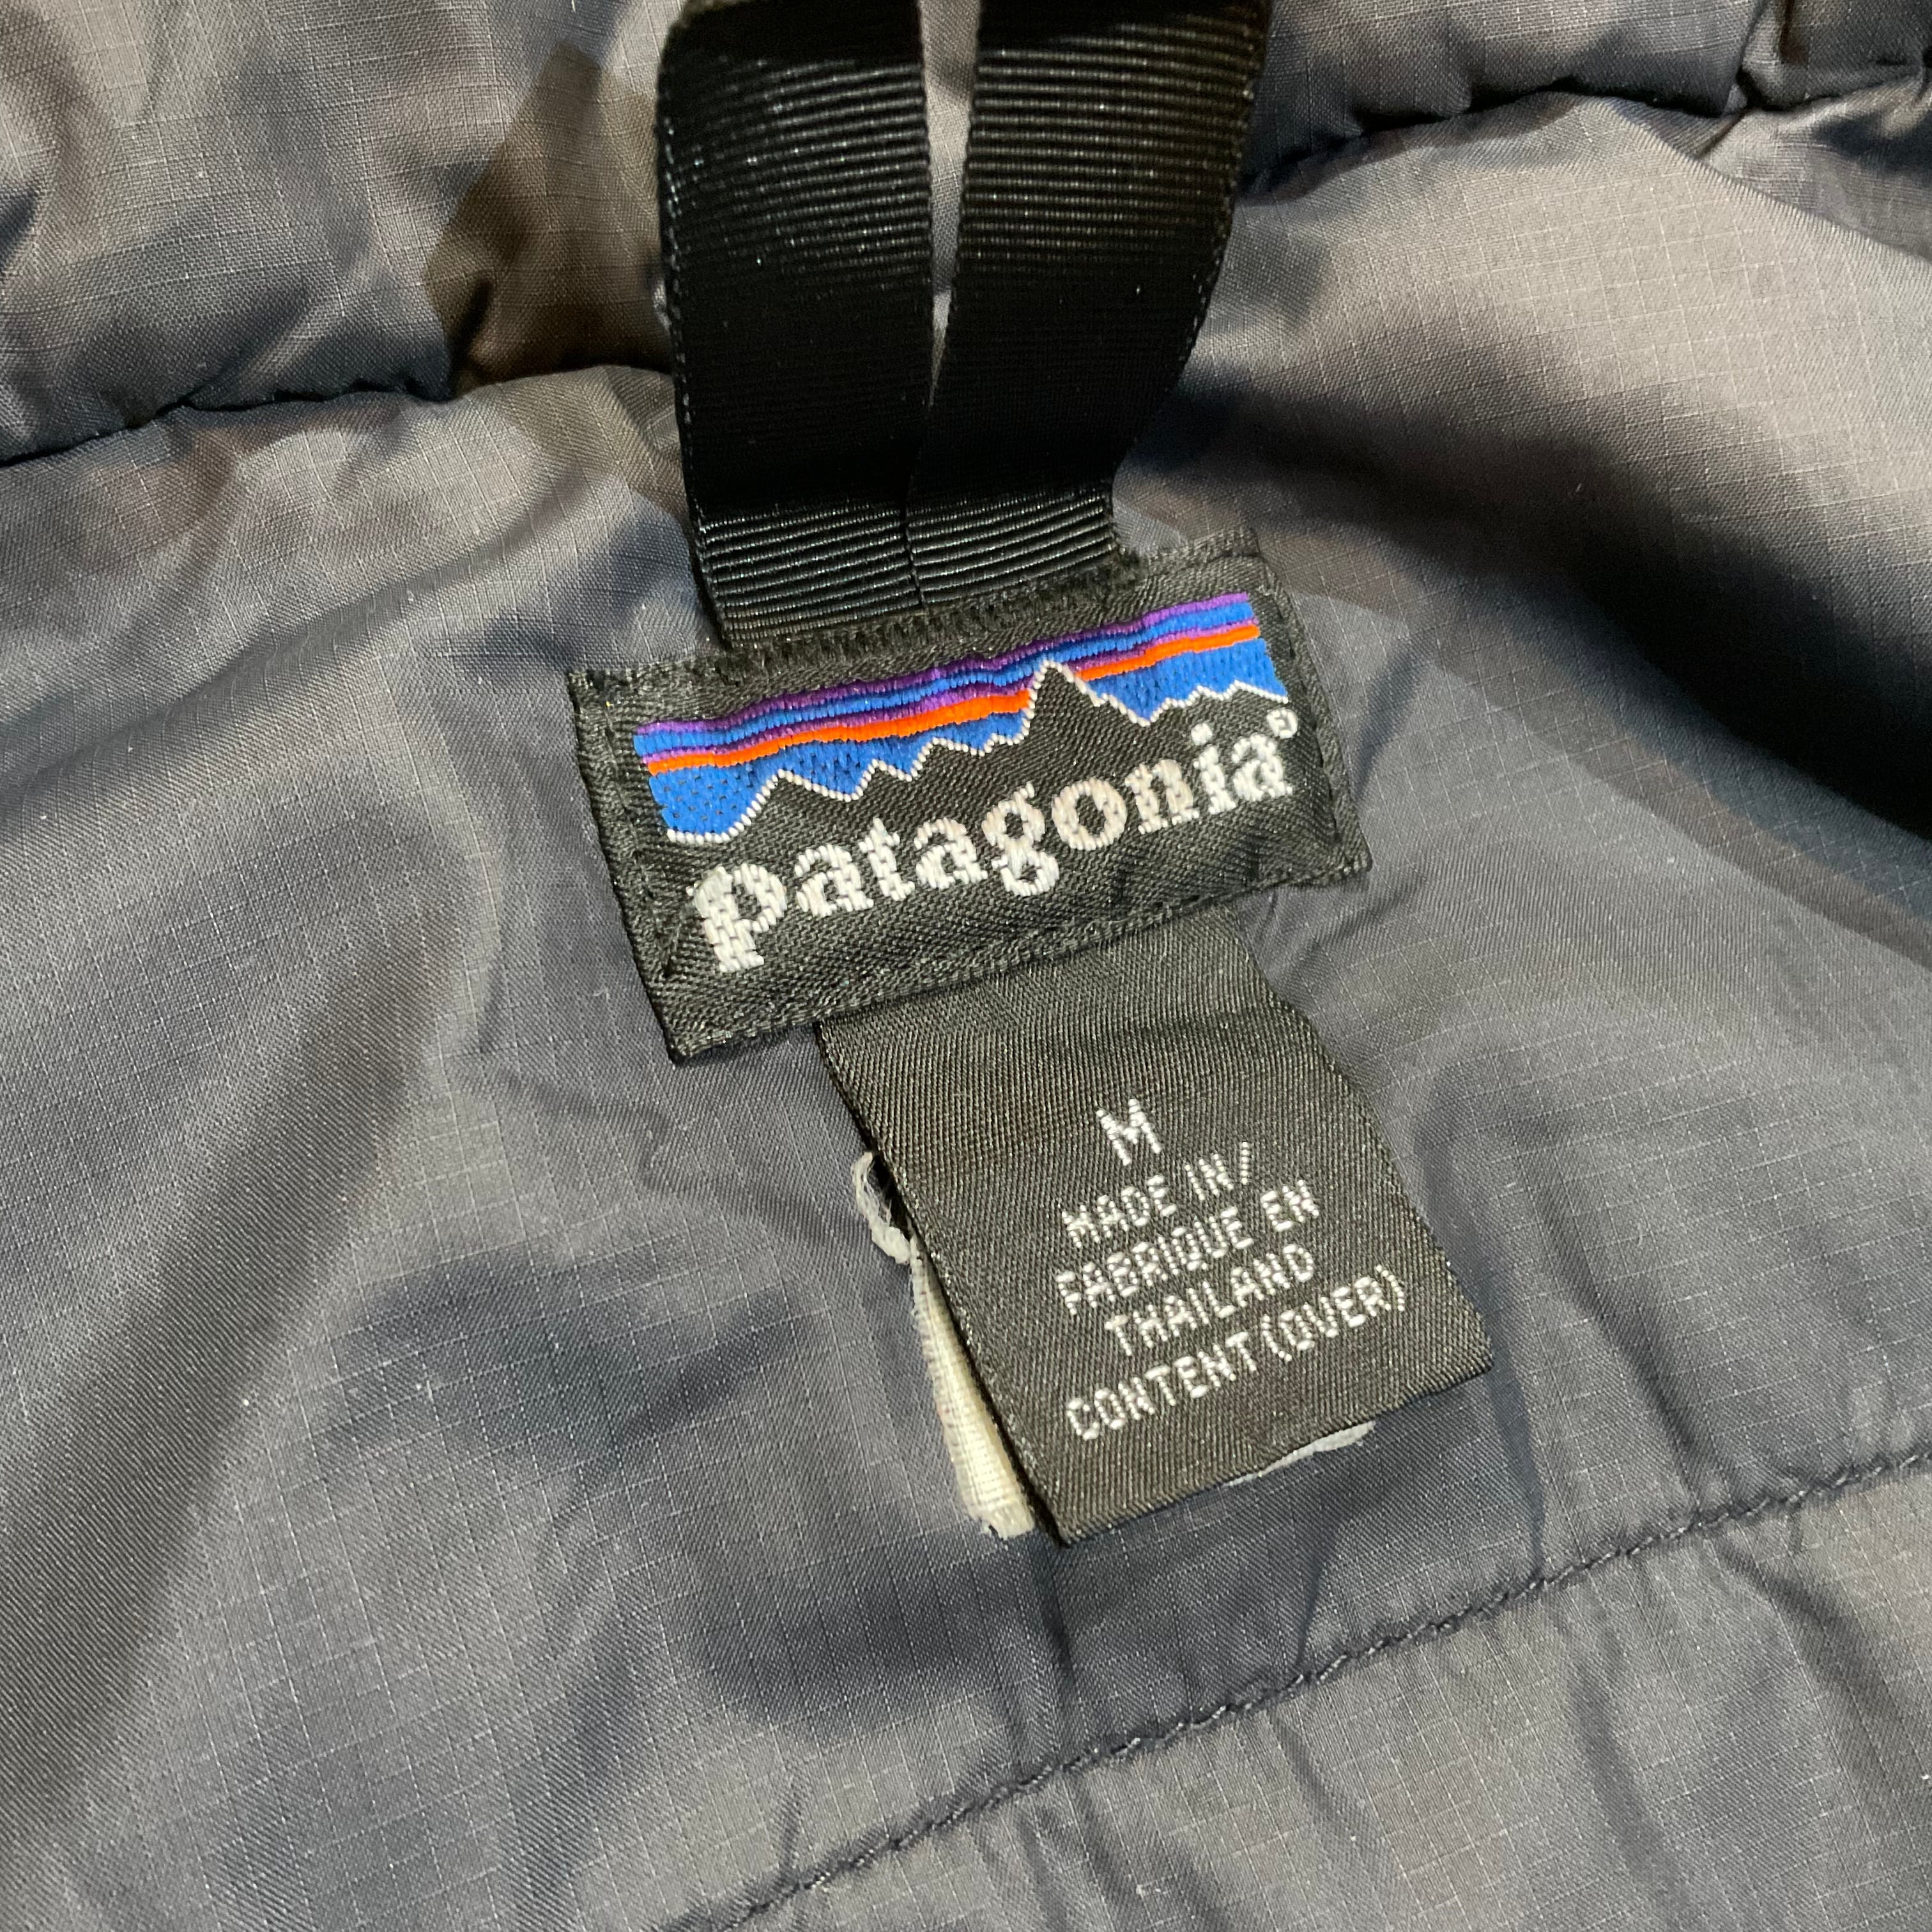 patagonia®
M
MADE IN/
FABRIQUE EN
THAILAND
CONTENT (OVER)